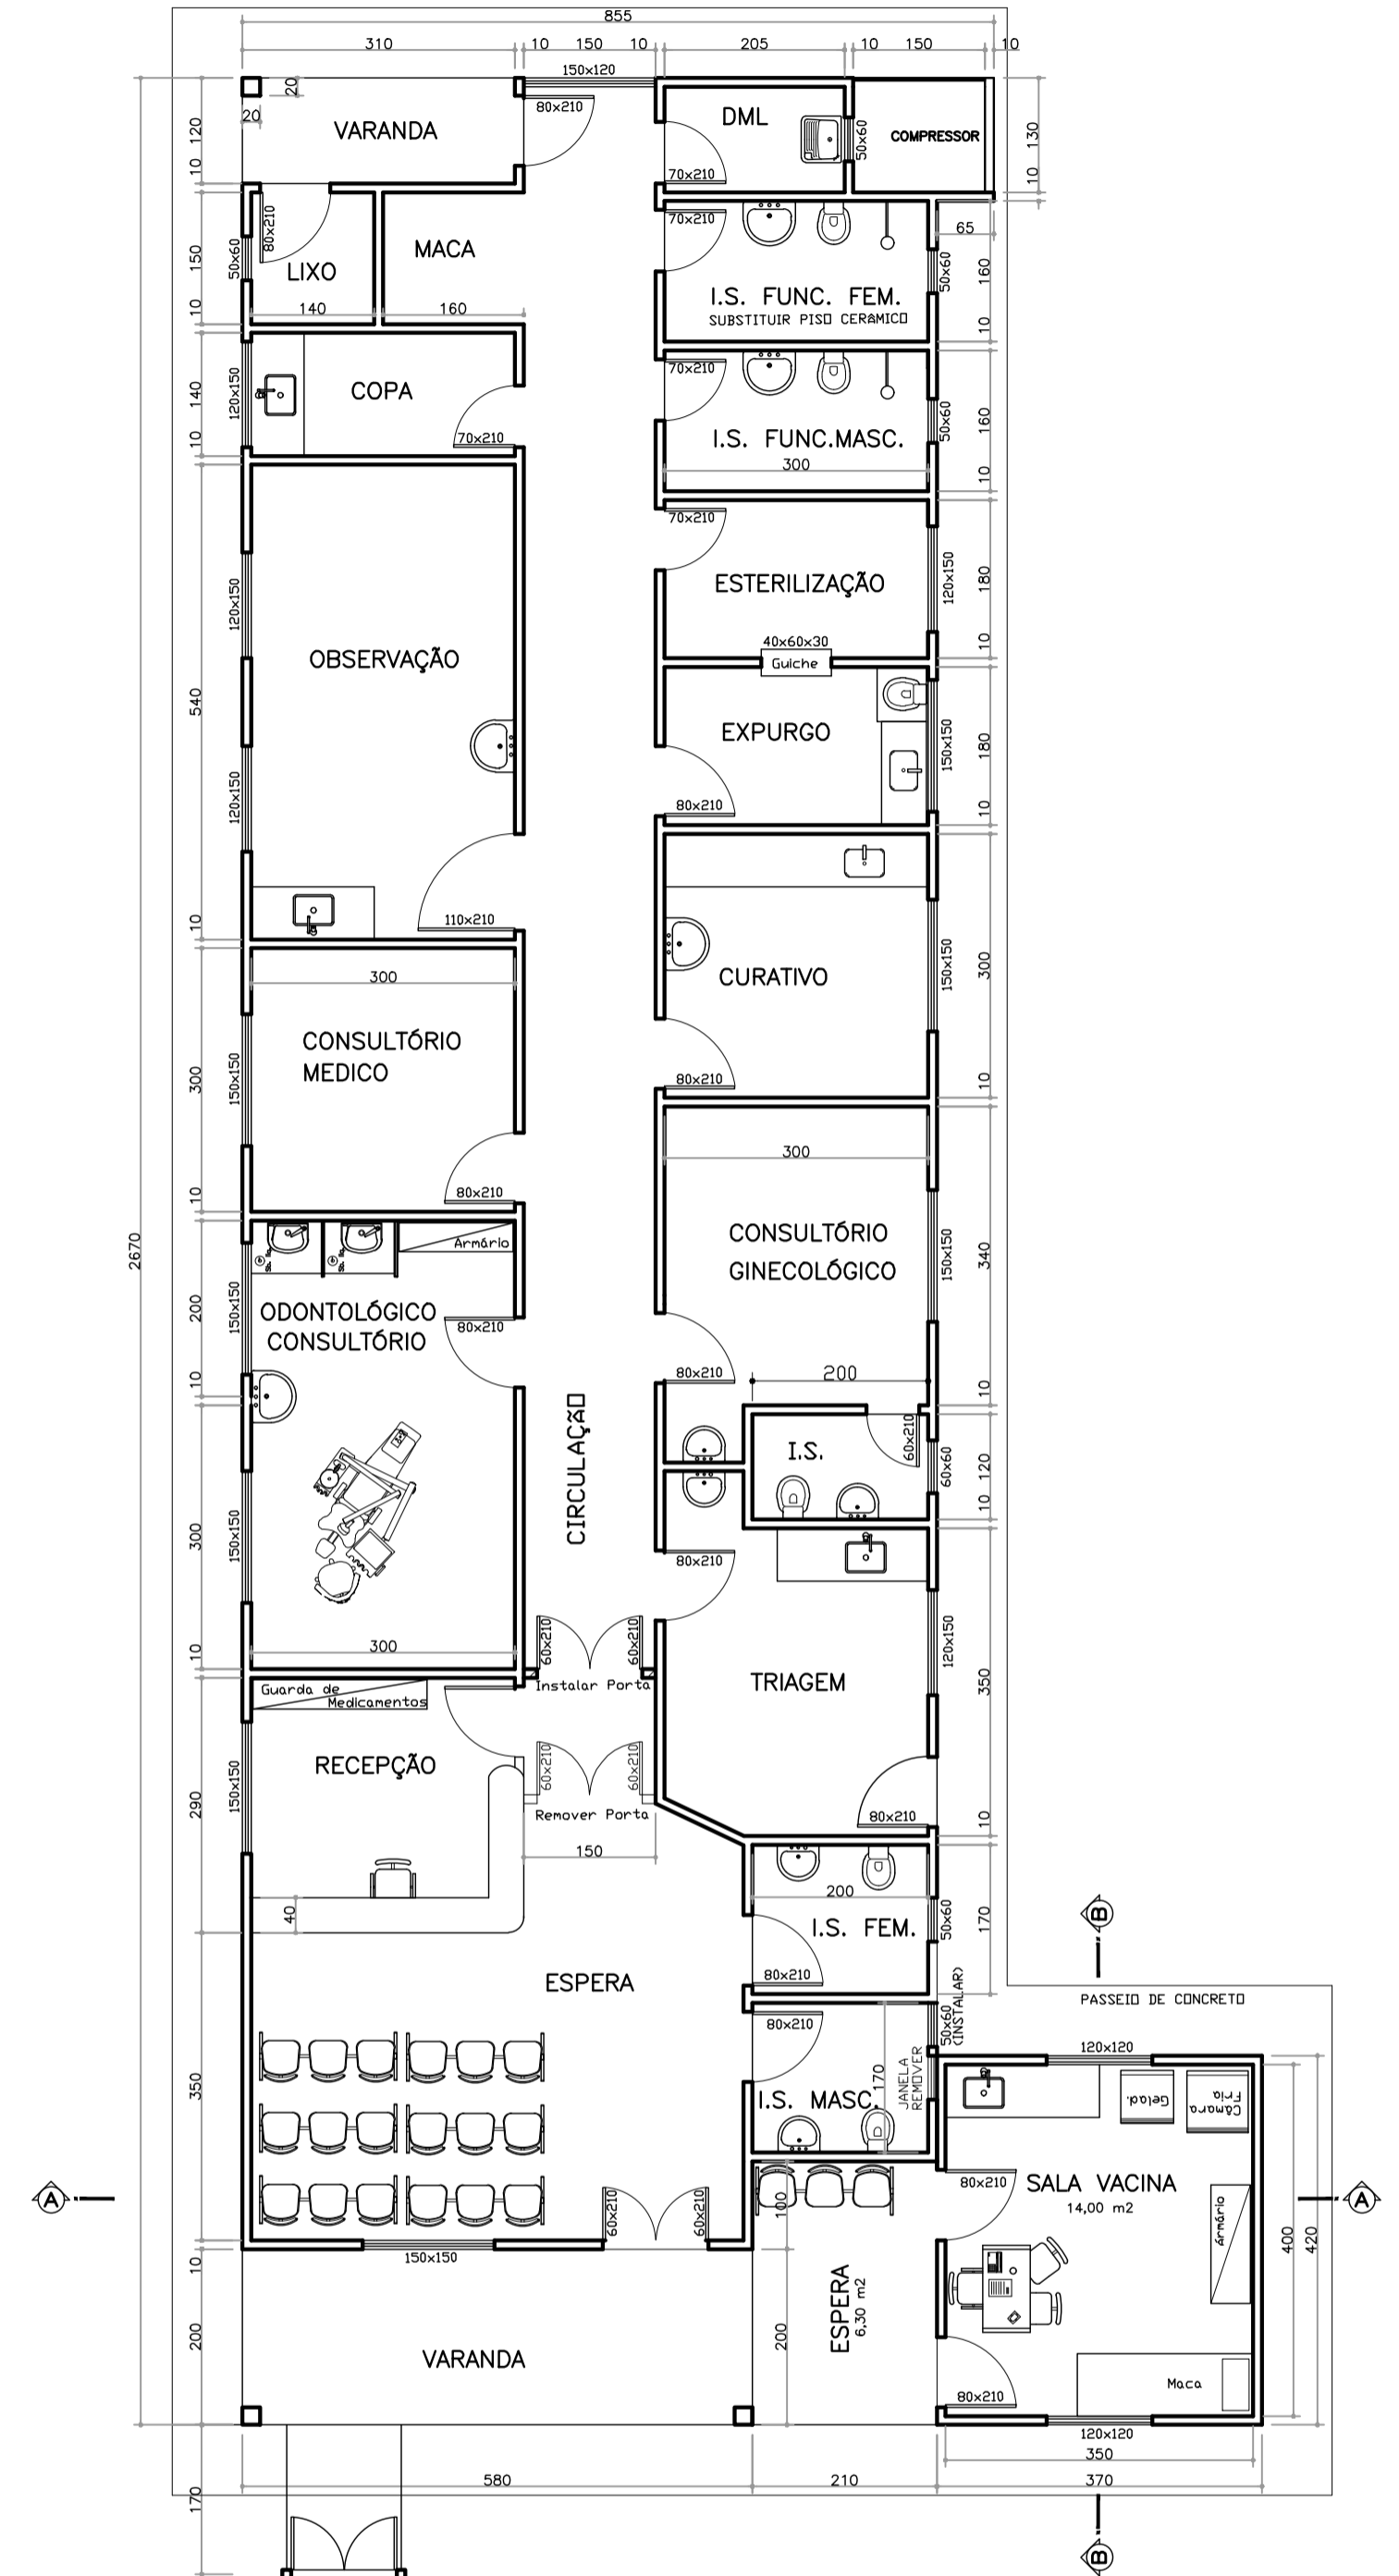 855
310
10
150
10
205
10
150
10
150x120
20
20
80x210
VARANDA
DML
50x60
COMPRESSOR
120
130
10
70x210
10
80x210
70x210
65
150
50x60
LIXO
MACA
50x60
160
I.S. FUNC. FEM.
SUBSTITUIR PISO CERÂMICO
140
160
10
10
70x210
140
120x150
COPA
50x60
160
70x210
I.S. FUNC.MASC.
300
10
10
70x210
120x150
ESTERILIZAÇÃO
120x150
180
40x60x30
Guiche
10
OBSERVAÇÃO
540
EXPURGO
150x150
180
120x150
80x210
10
110x210
10
CURATIVO
150x150
300
300
CONSULTÓRIO
MEDICO
300
150x150
80x210
10
300
80x210
10
CONSULTÓRIO
GINECOLÓGICO
150x150
340
Armário
2670
ODONTOLÓGICO
CONSULTÓRIO
200
150x150
80x210
80x210
200
10
10
CIRCULAÇÃO
I.S.
60x210
60x60
120
10
300
150x150
80x210
60x210
60x210
120x150
300
10
Instalar Porta
TRIAGEM
350
Guarda de
Medicamentos
RECEPÇÃO
60x210
60x210
290
150x150
Remover Porta
80x210
10
150
200
40
I.S. FEM.
50x60
170
B
80x210
ESPERA
PASSEIO DE CONCRETO
50x60
(INSTALAR)
80x210
120x120
350
170
JANELA
REMOVER
I.S. MASC.
Gelad.
Câmara
Tria
80x210
SALA VACINA
14,00 m2
A
A
60x210
60x210
100
Armário
400
420
150x150
10
ESPERA
6,30 m2
200
200
VARANDA
Maca
80x210
120x120
350
580
210
370
170
B